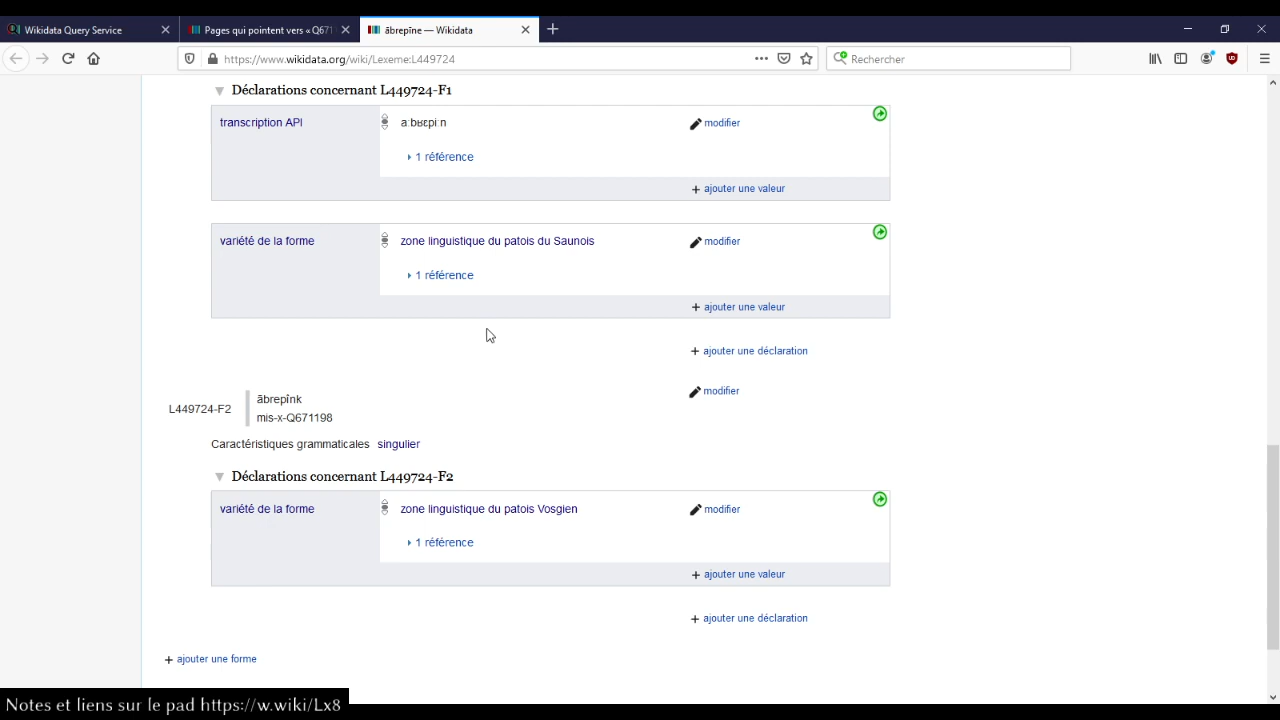 Wikidata Query Service
Pages qui pointent vers « Q671
ābrepīne — Wikidata
https://www.wikidata.org/wiki/Lexeme:L449724
Rechercher
Déclarations concernant L449724-F1
transcription API
aːbʁɛpiːn
modifier
1 référence
+ ajouter une valeur
variété de la forme
zone linguistique du patois du Saunois
modifier
1 référence
+ ajouter une valeur
+ ajouter une déclaration
modifier
L449724-F2
ābrepīnk
mis-x-Q671198
Caractéristiques grammaticales singulier
Déclarations concernant L449724-F2
variété de la forme
zone linguistique du patois Vosgien
modifier
1 référence
+ ajouter une valeur
+ ajouter une déclaration
+ ajouter une forme
Notes et liens sur le pad https://w.wiki/Lx8